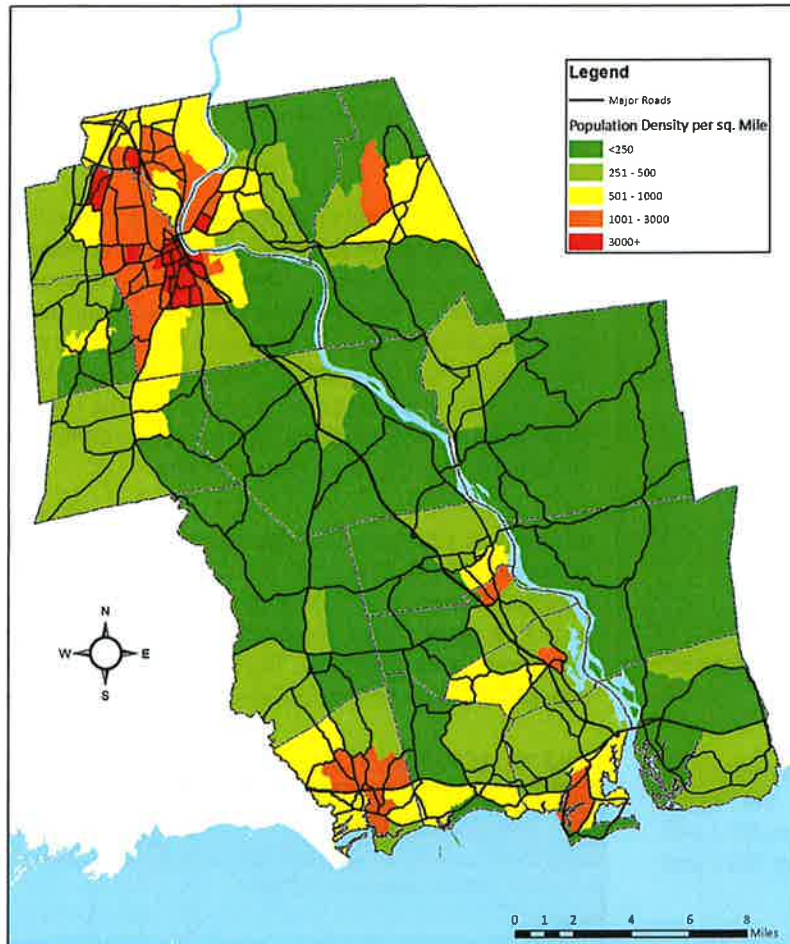 Legend
Major Roads
Population Density per sq. Mile
<250
251 - 500
501 - 1000
1001 - 3000
3000+
N
W E
S
0 1 2 4 6 8
Miles